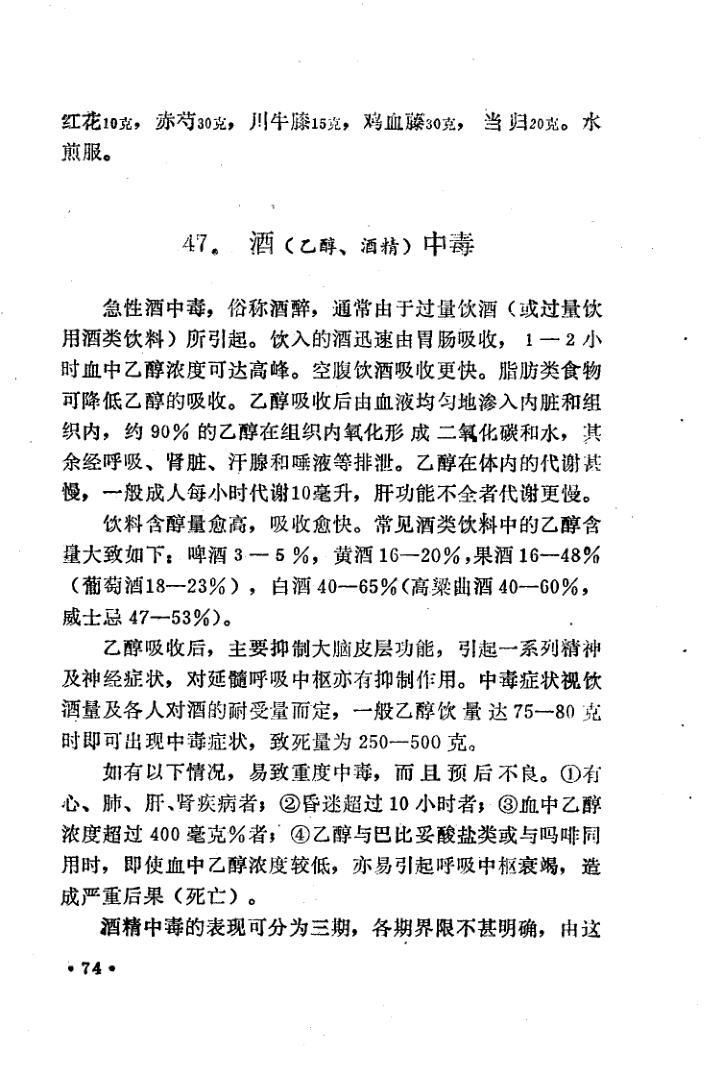 红花10克，赤芍30克，川牛膝15克，鸡血藤30克，当归20克。水
煎服。
47．酒（乙醇、酒精）中毒
急性酒中毒，俗称酒醉，通常由于过量饮酒（或过量饮
用酒类饮料）所引起。饮入的酒迅速由胃肠吸收，1—2小
时血中乙醇浓度可达高峰。空腹饮酒吸收更快。脂肪类食物
可降低乙醇的吸收。乙醇吸收后由血液均匀地渗入内脏和组
织内，约90％的乙醇在组织内氧化形成二氧化碳和水，其
余经呼吸、肾脏、汗腺和唾液等排泄。乙醇在体内的代谢甚
慢，一般成人每小时代谢10毫升，肝功能不全者代谢更慢。
饮料含醇量愈高，吸收愈快。常见酒类饮料中的乙醇含
量大致如下：啤酒3—5％，黄酒16—20％，果酒16—48％
（葡萄酒18—23％），白酒40—65％（高粱曲酒40—60％，
威士忌47—53％）。
乙醇吸收后，主要抑制大脑皮层功能，引起一系列精神
及神经症状，对延髓呼吸中枢亦有抑制作用。中毒症状视饮
酒量及各人对酒的耐受量而定，一般乙醇饮量达75—80克
时即可出现中毒症状，致死量为250—500克。
如有以下情况，易致重度中毒，而且预后不良。①有
心、肺、肝、肾疾病者；②昏迷超过10小时者；③血中乙醇
浓度超过400毫克％者；④乙醇与巴比妥酸盐类或与吗啡同
用时，即使血中乙醇浓度较低，亦易引起呼吸中枢衰竭，造
成严重后果（死亡）。
酒精中毒的表现可分为三期，各期界限不甚明确，由这
•74•